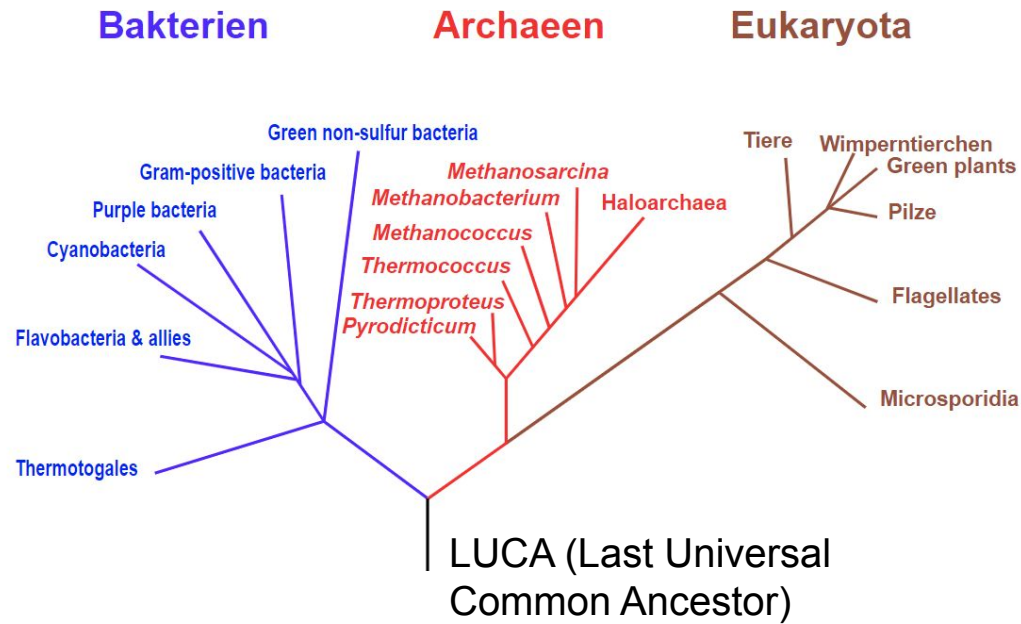 Bakterien
Archaeen
Eukaryota
Green non-sulfur bacteria
Gram-positive bacteria
Purple bacteria
Cyanobacteria
Flavobacteria & allies
Thermotogales
Methanosarcina
Methanobacterium
Haloarchaea
Methanococcus
Thermococcus
Thermoproteus
Pyrodicticum
Tiere
Wimperntierchen
Green plants
Pilze
Flagellates
Microsporidia
LUCA (Last Universal
Common Ancestor)